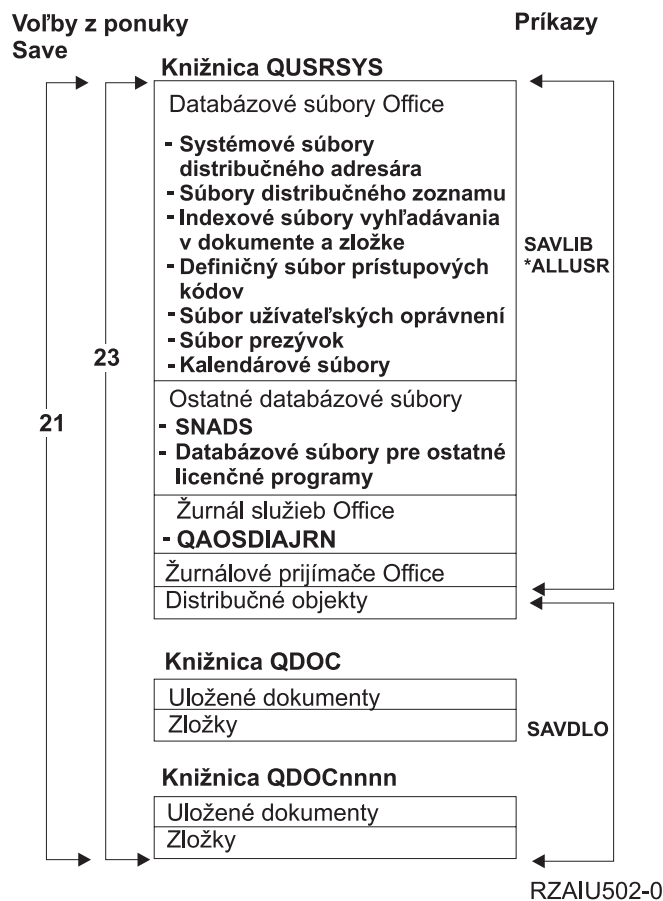 Voľby z ponuky
Save
Príkazy
Knižnica QUSRSYS
Databázové súbory Office
- Systémové súbory
distribučného adresára
- Súbory distribučného zoznamu
- Indexové súbory vyhľadávania
v dokumente a zložke
- Definičný súbor prístupových
kódov
- Súbor užívateľských oprávnení
- Súbor prezývok
- Kalendárové súbory
SAVLIB
*ALLUSR
23
21
Ostatné databázové súbory
- SNADS
- Databázové súbory pre ostatné
licenčné programy
Žurnál služieb Office
- QAOSDIAJRN
Žurnálové prijímače Office
Distribučné objekty
Knižnica QDOC
Uložené dokumenty
Zložky
SAVDLO
Knižnica QDOCnnnn
Uložené dokumenty
Zložky
RZAIU502-0